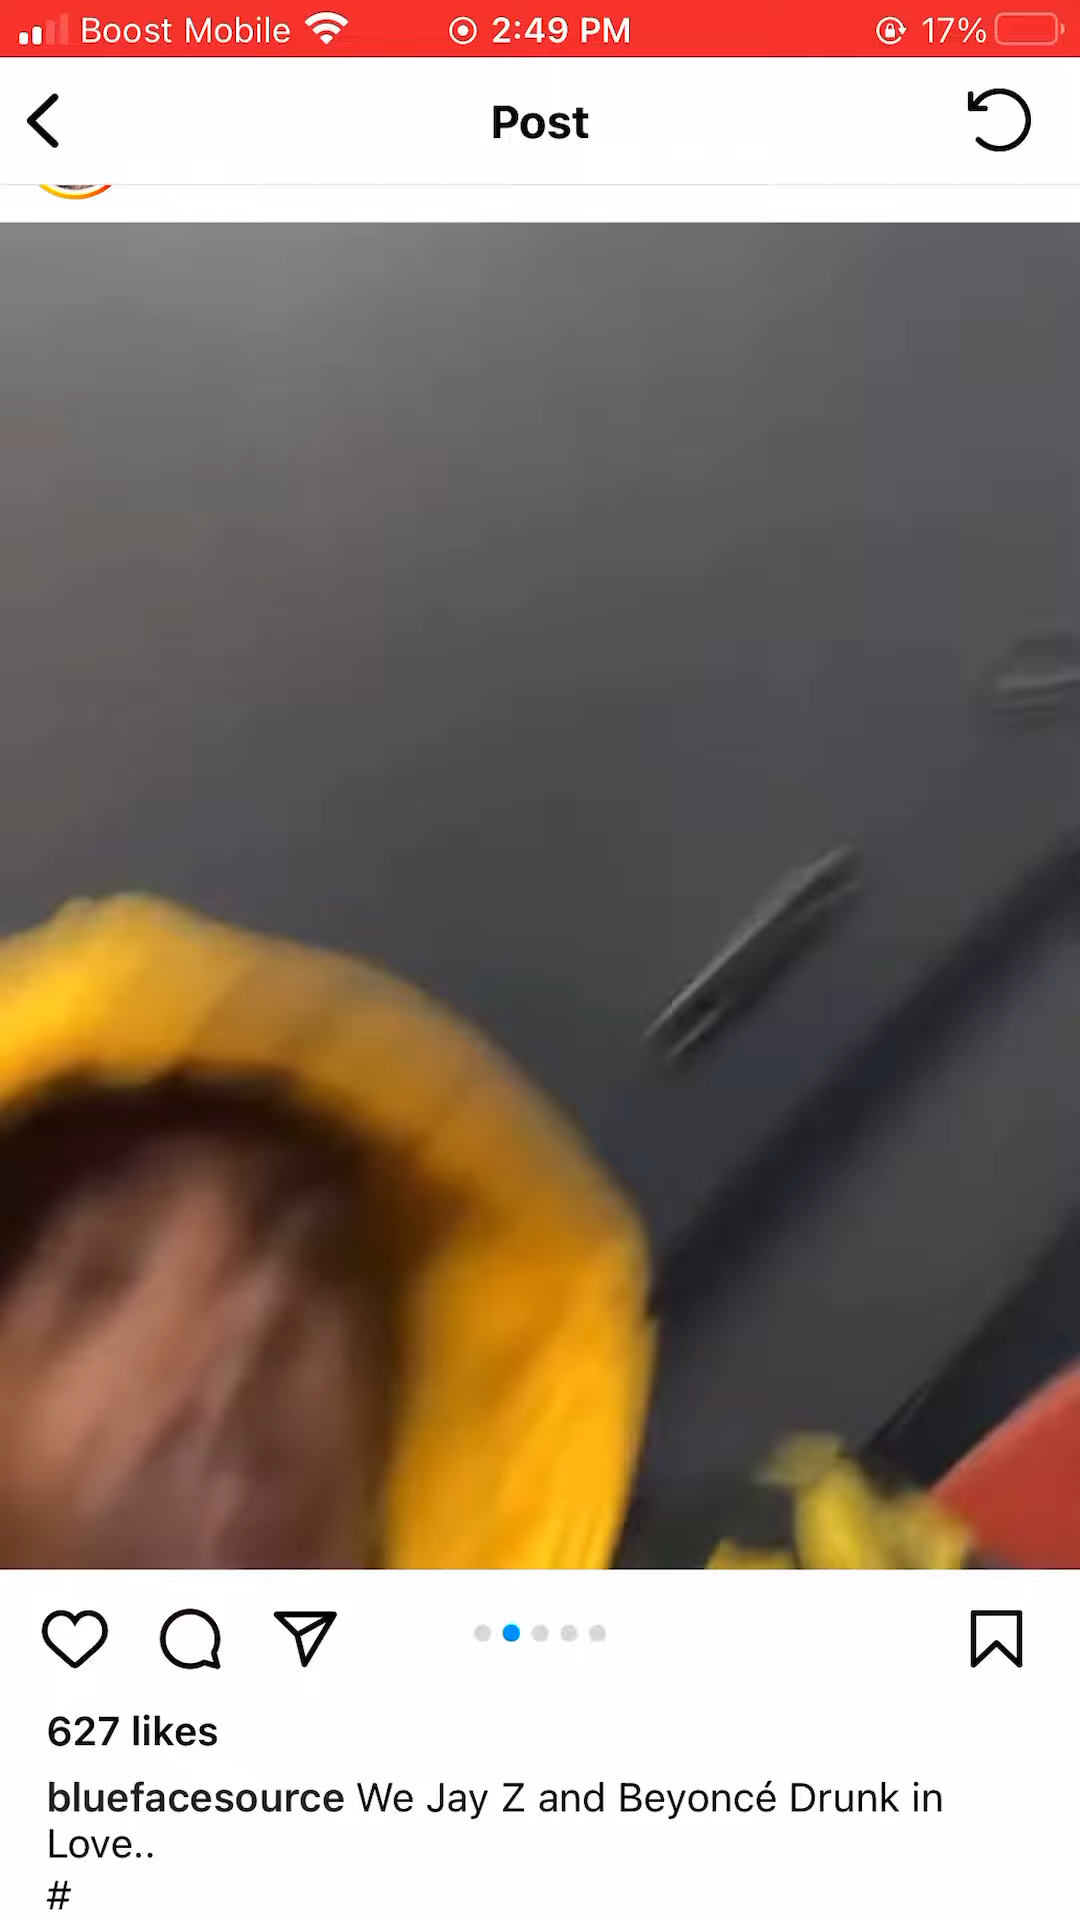 Boost Mobile 2:49 PM 17%
Post
627 likes
bluefacesource We Jay Z and Beyoncé Drunk in
Love..
#